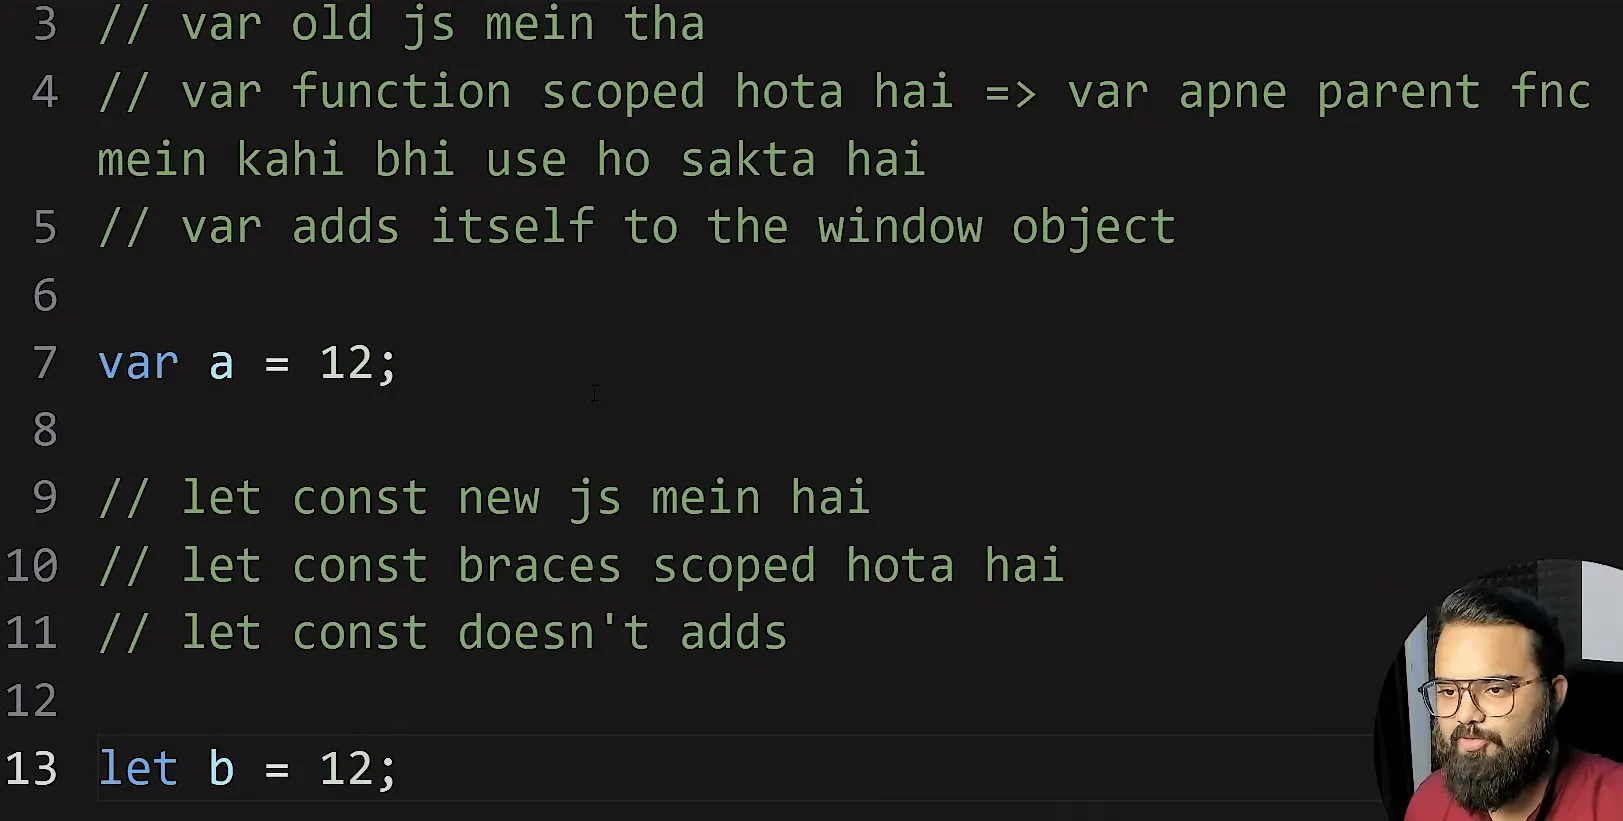 3 // var old js mein tha
4 // var function scoped hota hai => var apne parent fnc
mein kahi bhi use ho sakta hai
5 // var adds itself to the window object
6
7 var a = 12;
8
9 // let const new js mein hai
10 // let const braces scoped hota hai
11 // let const doesn't adds
12
13 let b = 12;